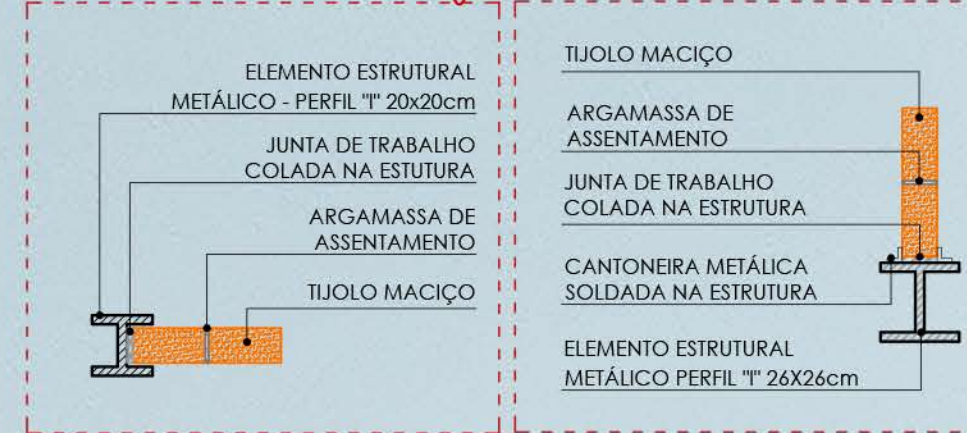 ELEMENTO ESTRUTURAL
METÁLICO - PERFIL "I" 20x20cm
JUNTA DE TRABALHO
COLADA NA ESTUTURA
ARGAMASSA DE
ASSENTAMENTO
TIJOLO MACIÇO
TIJOLO MACIÇO
ARGAMASSA DE
ASSENTAMENTO
JUNTA DE TRABALHO
COLADA NA ESTRUTURA
CANTONEIRA METÁLICA
SOLDADA NA ESTRUTURA
ELEMENTO ESTRUTURAL
METÁLICO PERFIL "I" 26X26cm